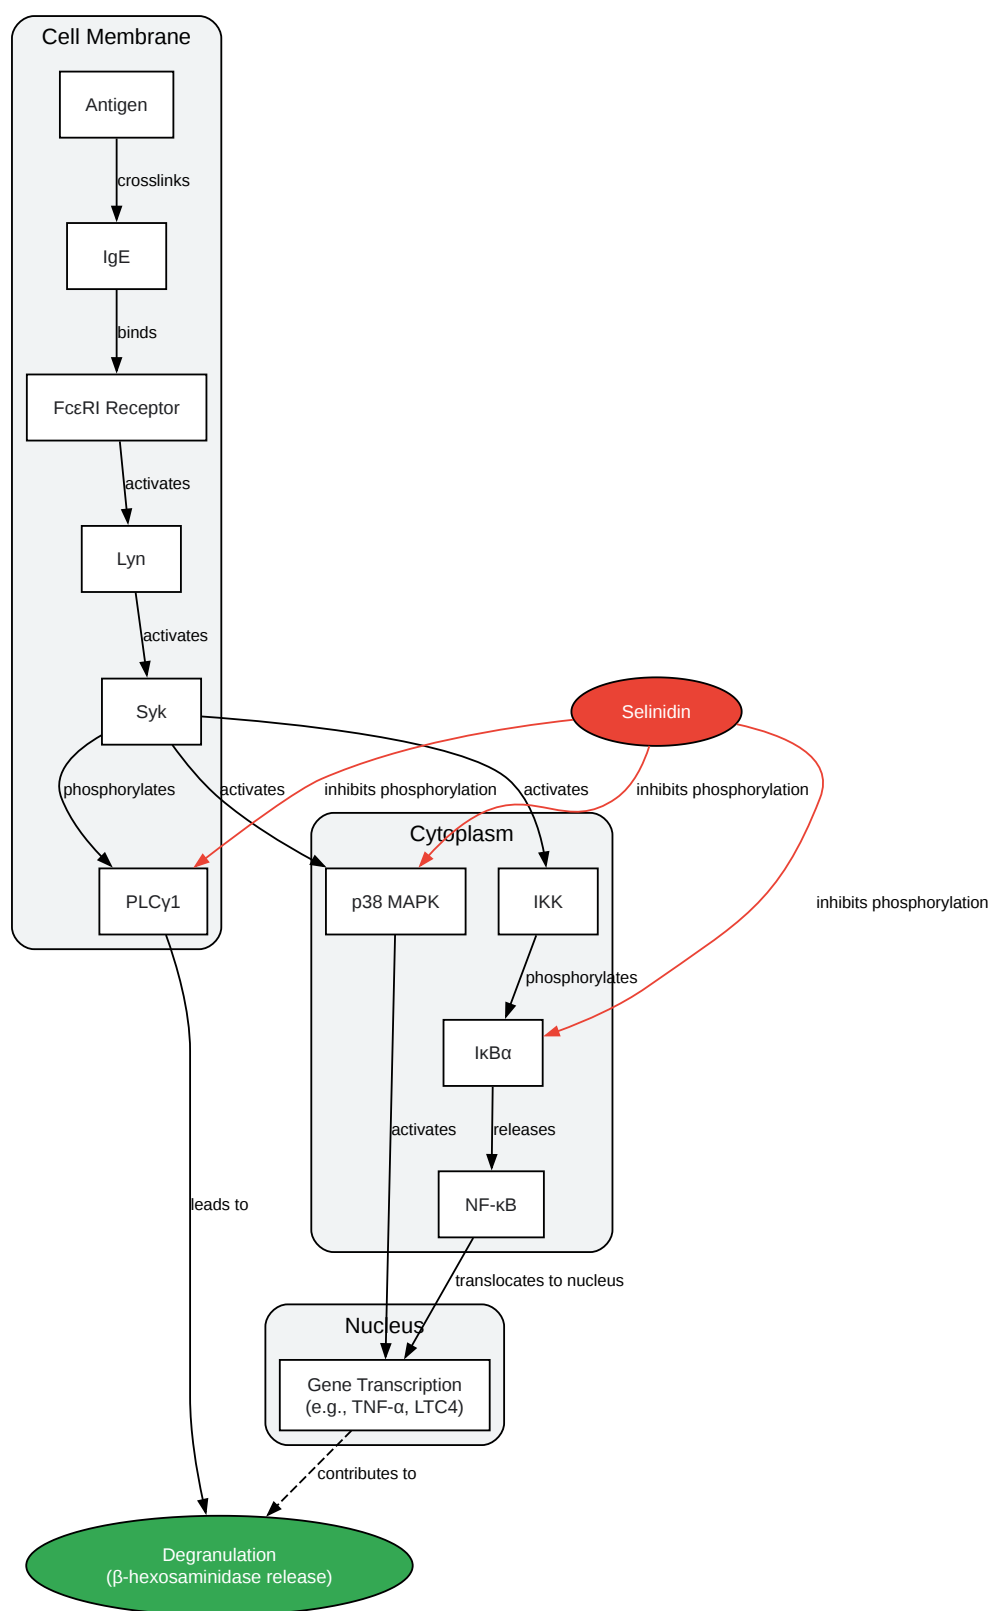 Cell Membrane
Antigen
crosslinks
IgE
binds
FcεRI Receptor
activates
Lyn
activates
Syk
Selinidin
phosphorylates
activates
inhibits phosphorylation
activates
inhibits phosphorylation
Cytoplasm
PLCγ1
p38 MAPK
IKK
inhibits phosphorylation
phosphorylates
IκBα
activates
releases
leads to
NF-κB
translocates to nucleus
Nucleus
Gene Transcription
(e.g., TNF-α, LTC4)
contributes to
Degranulation
(β-hexosaminidase release)